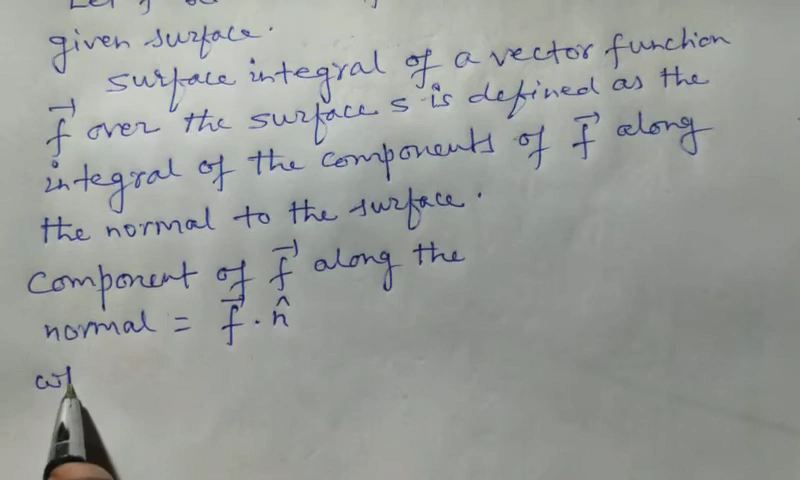 given surface.
surface integral of a vector function
f⃗ over the surface s is defined as the
integral of the components of f⃗ along
the normal to the surface.
Component of f⃗ along the
normal = f⃗ · n̂